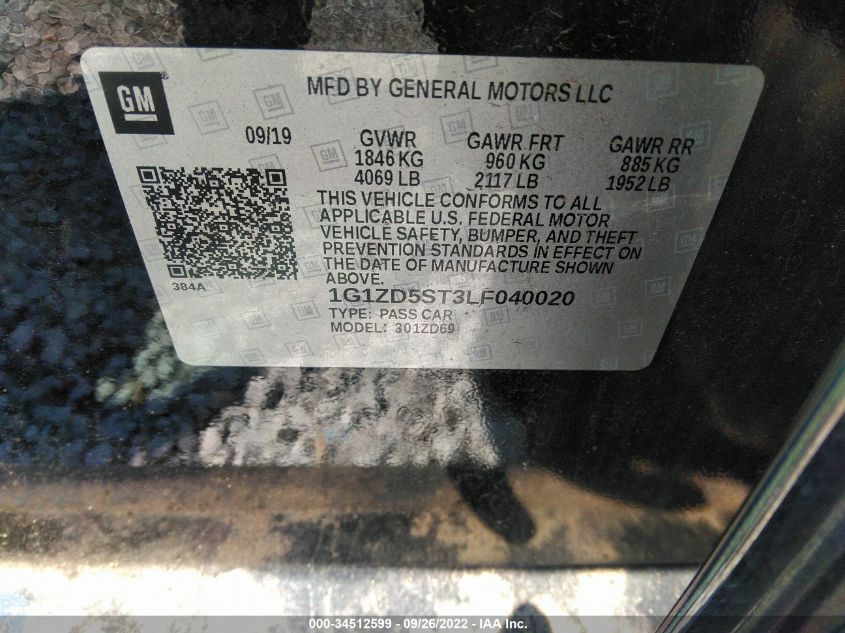 GM
MFD BY GENERAL MOTORS LLC
09/19 GVWR GAWR FRT GAWR RR
1846 KG 960 KG 885 KG
4069 LB 2117 LB 1952 LB
THIS VEHICLE CONFORMS TO ALL
APPLICABLE U.S. FEDERAL MOTOR
VEHICLE SAFETY, BUMPER, AND THEFT
PREVENTION STANDARDS IN EFFECT ON
THE DATE OF MANUFACTURE SHOWN
ABOVE.
384A
1G1ZD5ST3LF040020
TYPE: PASS CAR
MODEL: 301ZD69
000-34512599 - 09/26/2022 - IAA Inc.